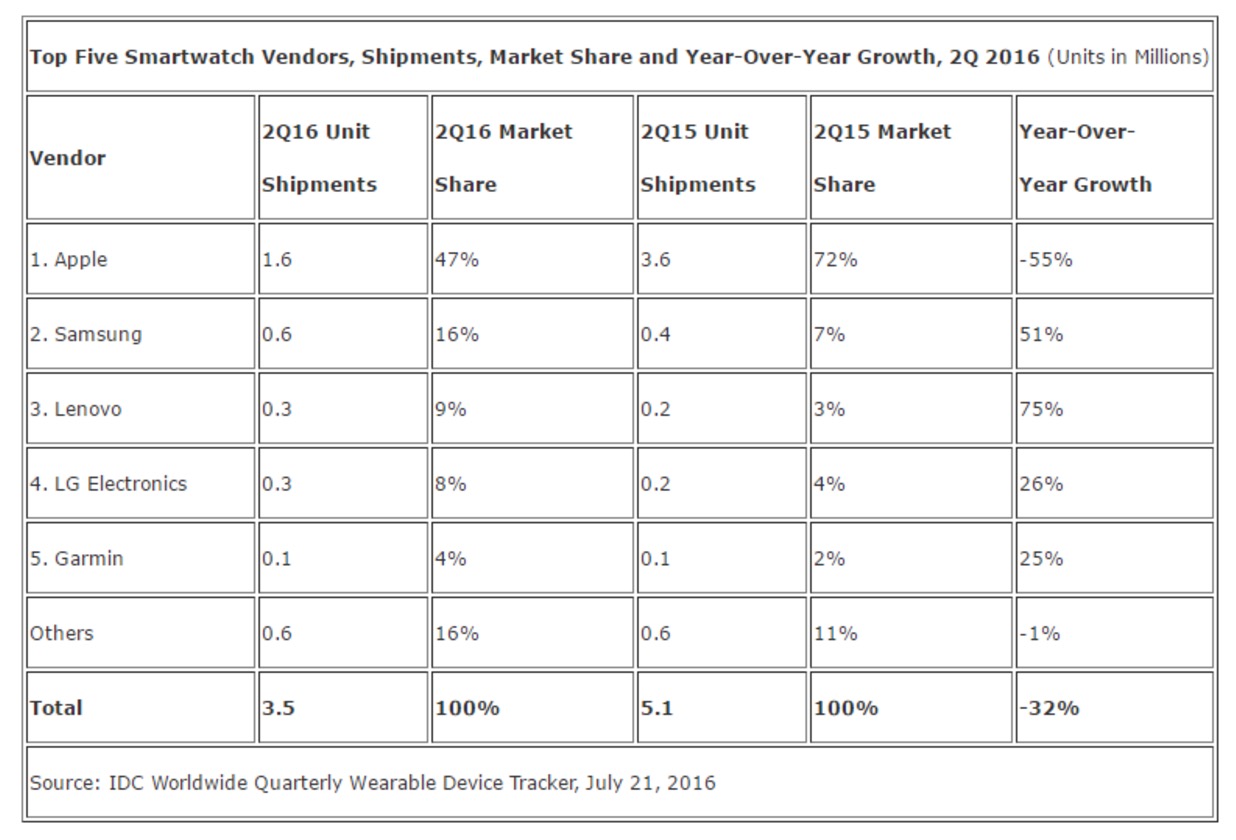 Top Five Smartwatch Vendors, Shipments, Market Share and Year-Over-Year Growth, 2Q 2016 (Units in Millions)
Vendor 2Q16 Unit Shipments 2Q16 Market Share 2Q15 Unit Shipments 2Q15 Market Share Year-Over-Year Growth
1. Apple 1.6 47% 3.6 72% -55%
2. Samsung 0.6 16% 0.4 7% 51%
3. Lenovo 0.3 9% 0.2 3% 75%
4. LG Electronics 0.3 8% 0.2 4% 26%
5. Garmin 0.1 4% 0.1 2% 25%
Others 0.6 16% 0.6 11% -1%
Total 3.5 100% 5.1 100% -32%
Source: IDC Worldwide Quarterly Wearable Device Tracker, July 21, 2016